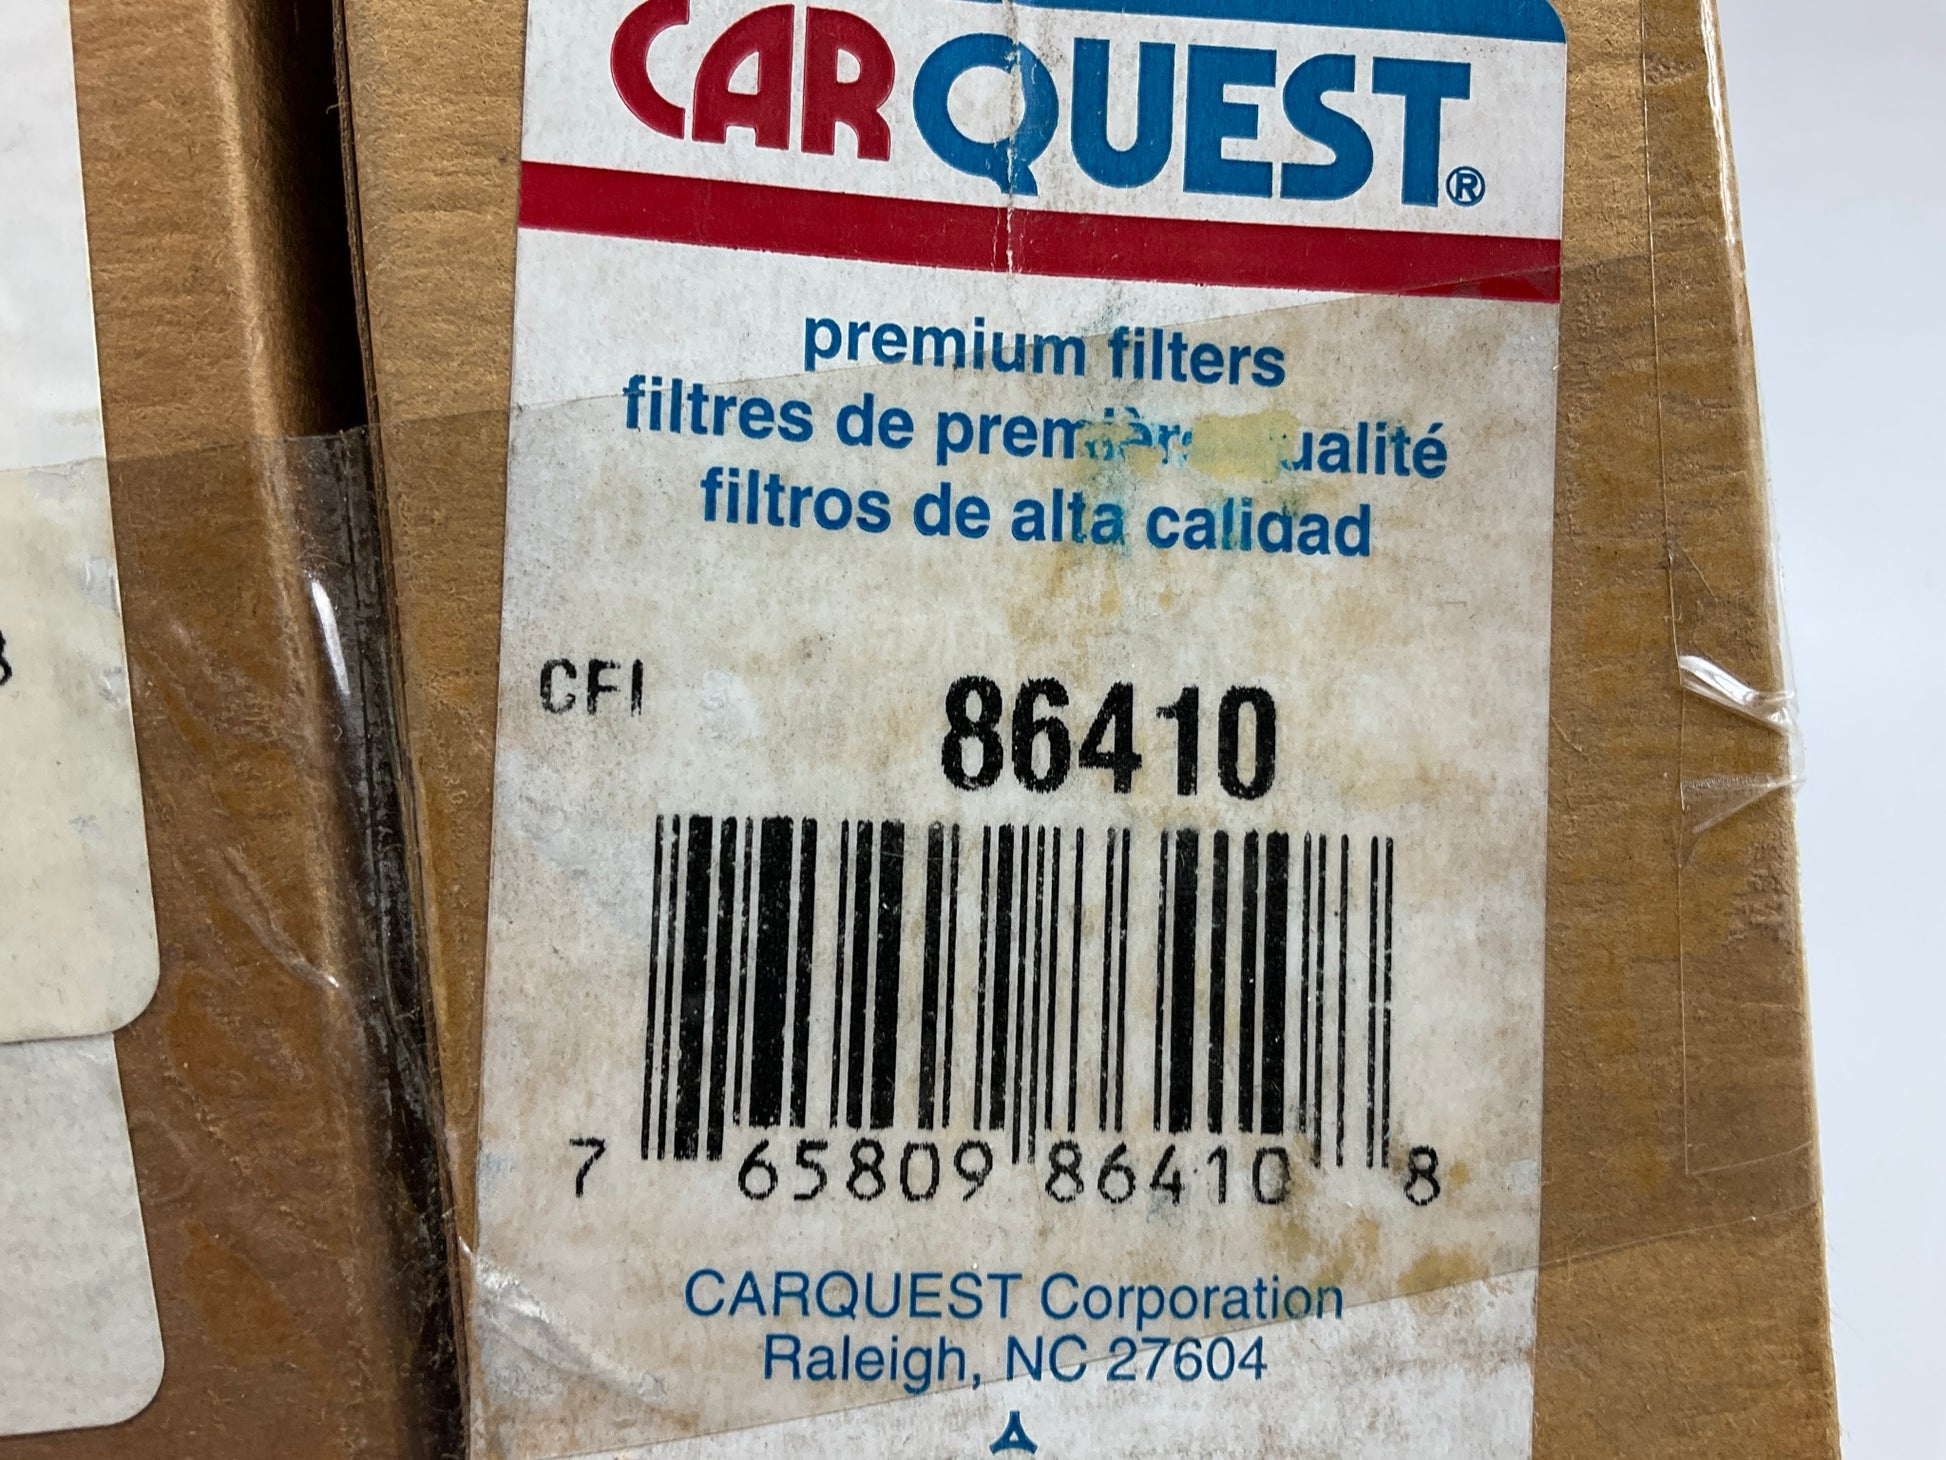 CARQUEST®
premium filters
filtres de première qualité
filtros de alta calidad
CFI 86410
7 65809 86410 8
CARQUEST Corporation
Raleigh, NC 27604